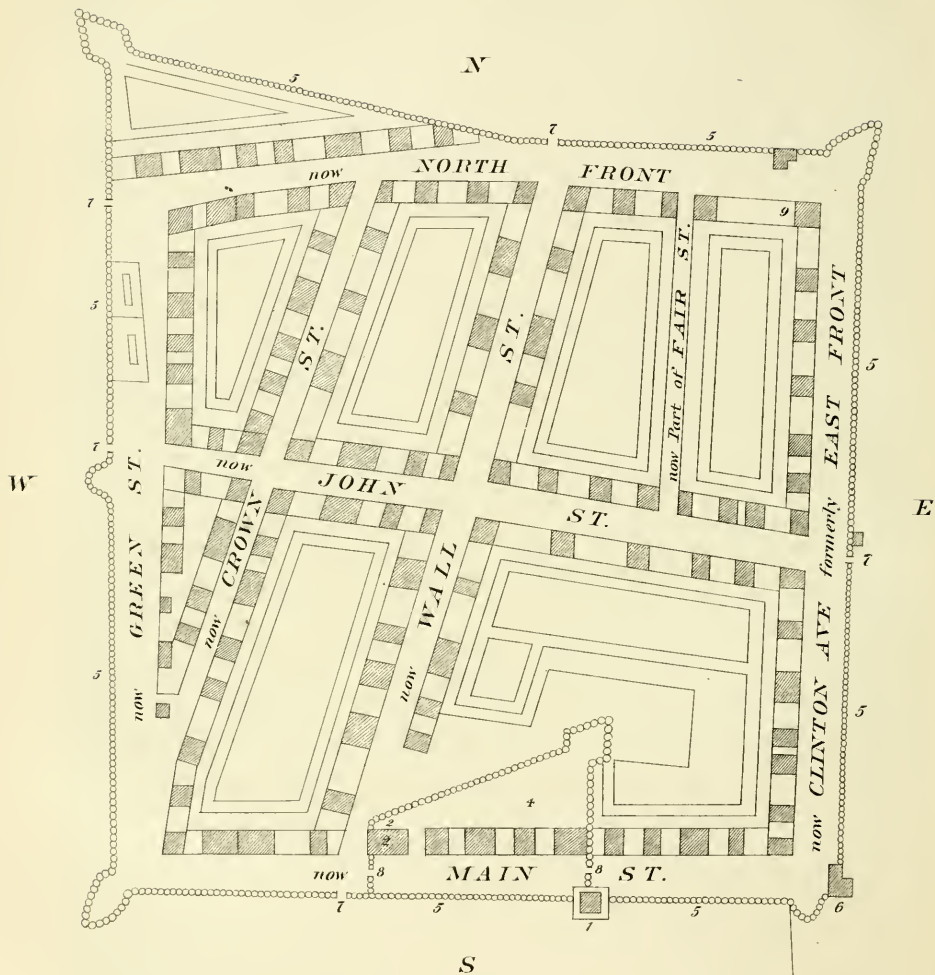 N
5
7
5
now
NORTH
FRONT
9
7
5
5
ST.
ST.
now Part of FAIR ST.
7
now
JOHN
ST.
W
E
now GREEN ST.
now CROWN
now WALL
now CLINTON AVE formerly EAST FRONT
7
5
5
4
2
2
8
8
now
MAIN
ST.
7
5
1
5
6
S